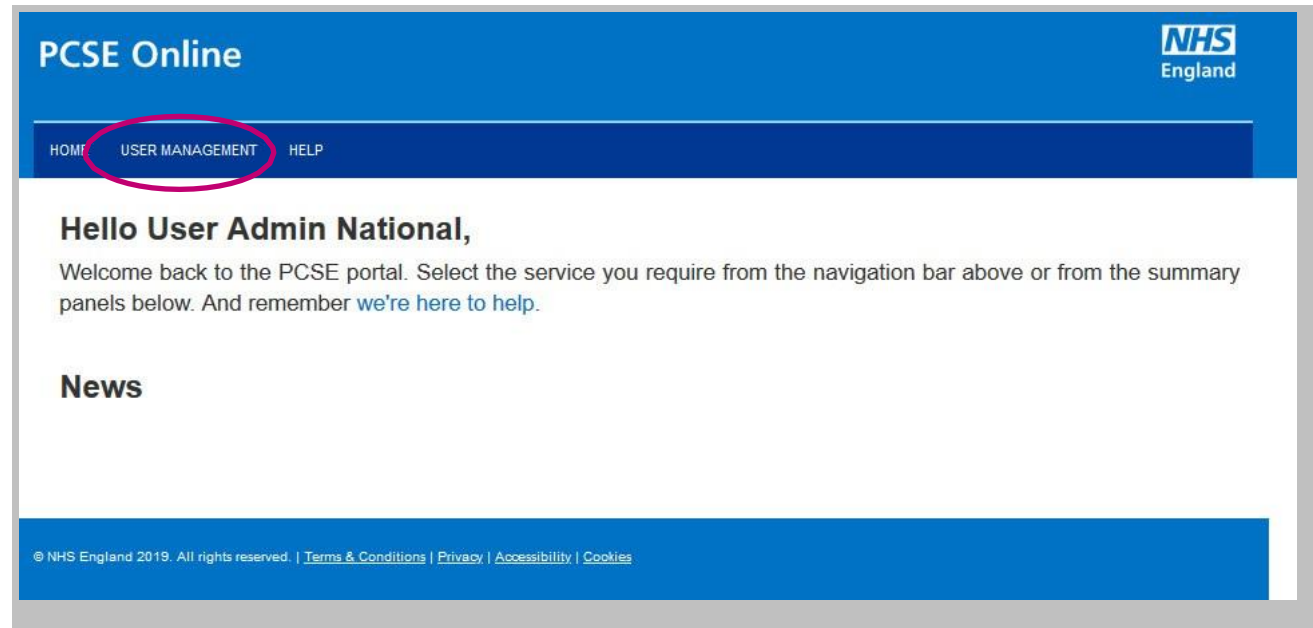 PCSE Online
NHS
England
HOME USER MANAGEMENT HELP
Hello User Admin National,
Welcome back to the PCSE portal. Select the service you require from the navigation bar above or from the summary
panels below. And remember we're here to help.
News
© NHS England 2019. All rights reserved. | Terms & Conditions | Privacy | Accessibility | Cookies